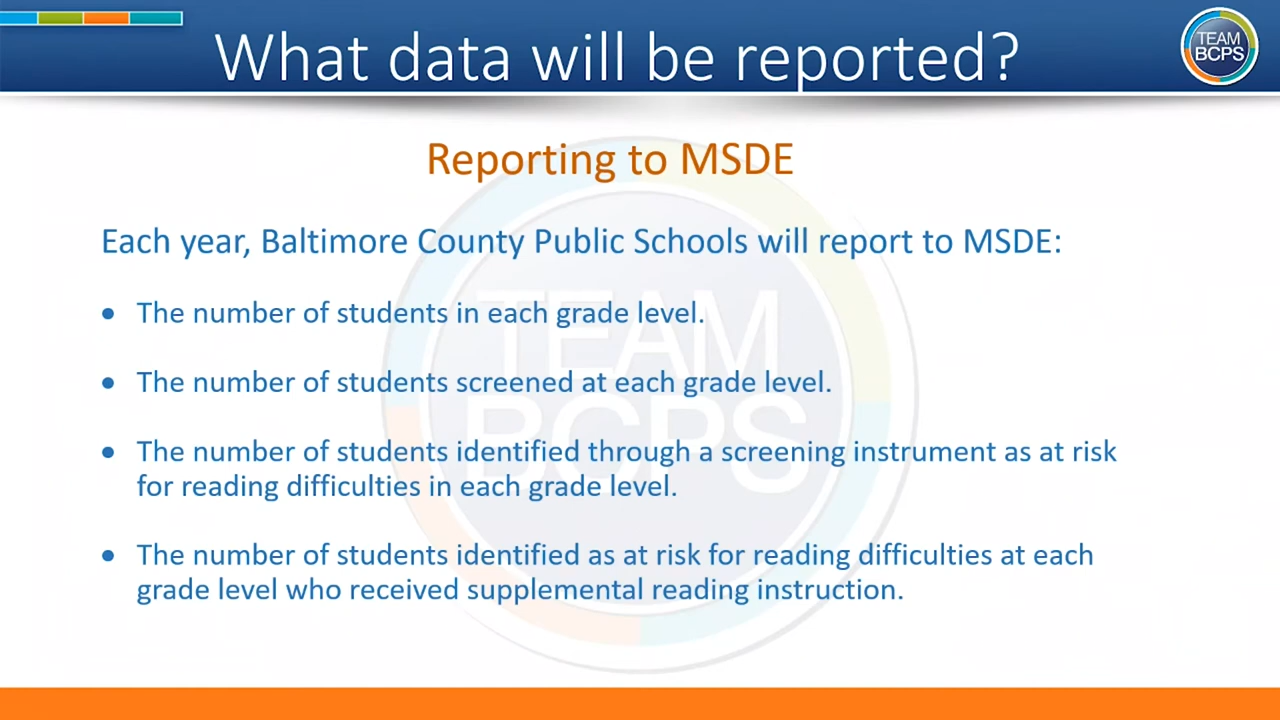 What data will be reported?
TEAM
BCPS
Reporting to MSDE
Each year, Baltimore County Public Schools will report to MSDE:
• The number of students in each grade level.
• The number of students screened at each grade level.
• The number of students identified through a screening instrument as at risk
for reading difficulties in each grade level.
• The number of students identified as at risk for reading difficulties at each
grade level who received supplemental reading instruction.
TEAM
BCPS